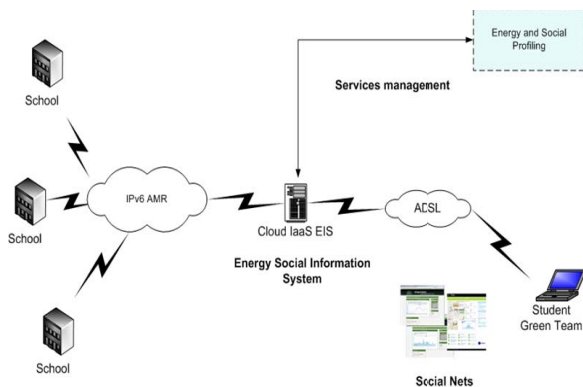 Energy and Social
Profiling
Services management
School
IPv6 AMR
School
Cloud IaaS EIS
ADSL
Energy Social Information
System
Student
Green Team
School
Social Nets